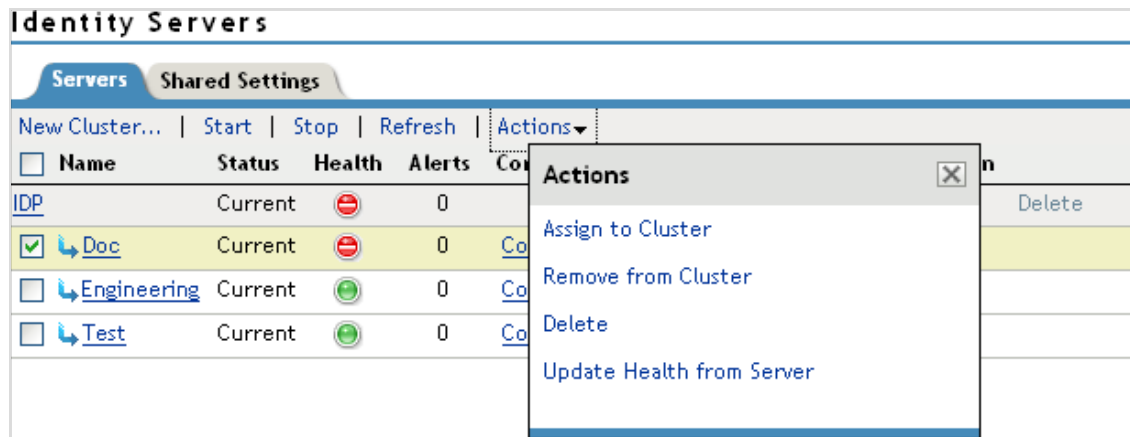 Identity Servers
Servers Shared Settings
New Cluster... | Start | Stop | Refresh | Actions
Name Status Health Alerts
IDP Current 0 Delete
Doc Current 0
Engineering Current 0
Test Current 0
Actions
Assign to Cluster
Remove from Cluster
Delete
Update Health from Server